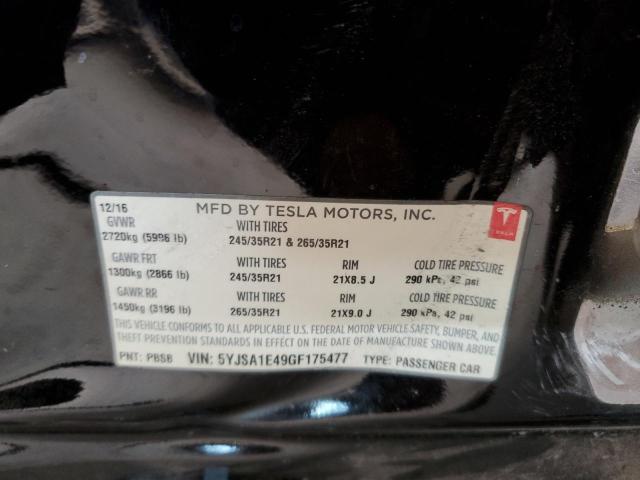 12/16 MFD BY TESLA MOTORS, INC.
GVWR WITH TIRES
2720kg (5996 lb) 245/35R21 & 265/35R21
TESLA
GAWR FRT WITH TIRES RIM COLD TIRE PRESSURE
1300kg (2866 lb) 245/35R21 21X8.5 J 290 kPa, 42 psi
GAWR RR WITH TIRES RIM COLD TIRE PRESSURE
1450kg (3196 lb) 265/35R21 21X9.0 J 290 kPa, 42 psi
THIS VEHICLE CONFORMS TO ALL APPLICABLE U.S. FEDERAL MOTOR VEHICLE SAFETY, BUMPER, AND
THEFT PREVENTION STANDARDS IN EFFECT ON THE DATE OF MANUFACTURE SHOWN ABOVE.
PNT: PBSB VIN: 5YJSA1E49GF175477 TYPE: PASSENGER CAR